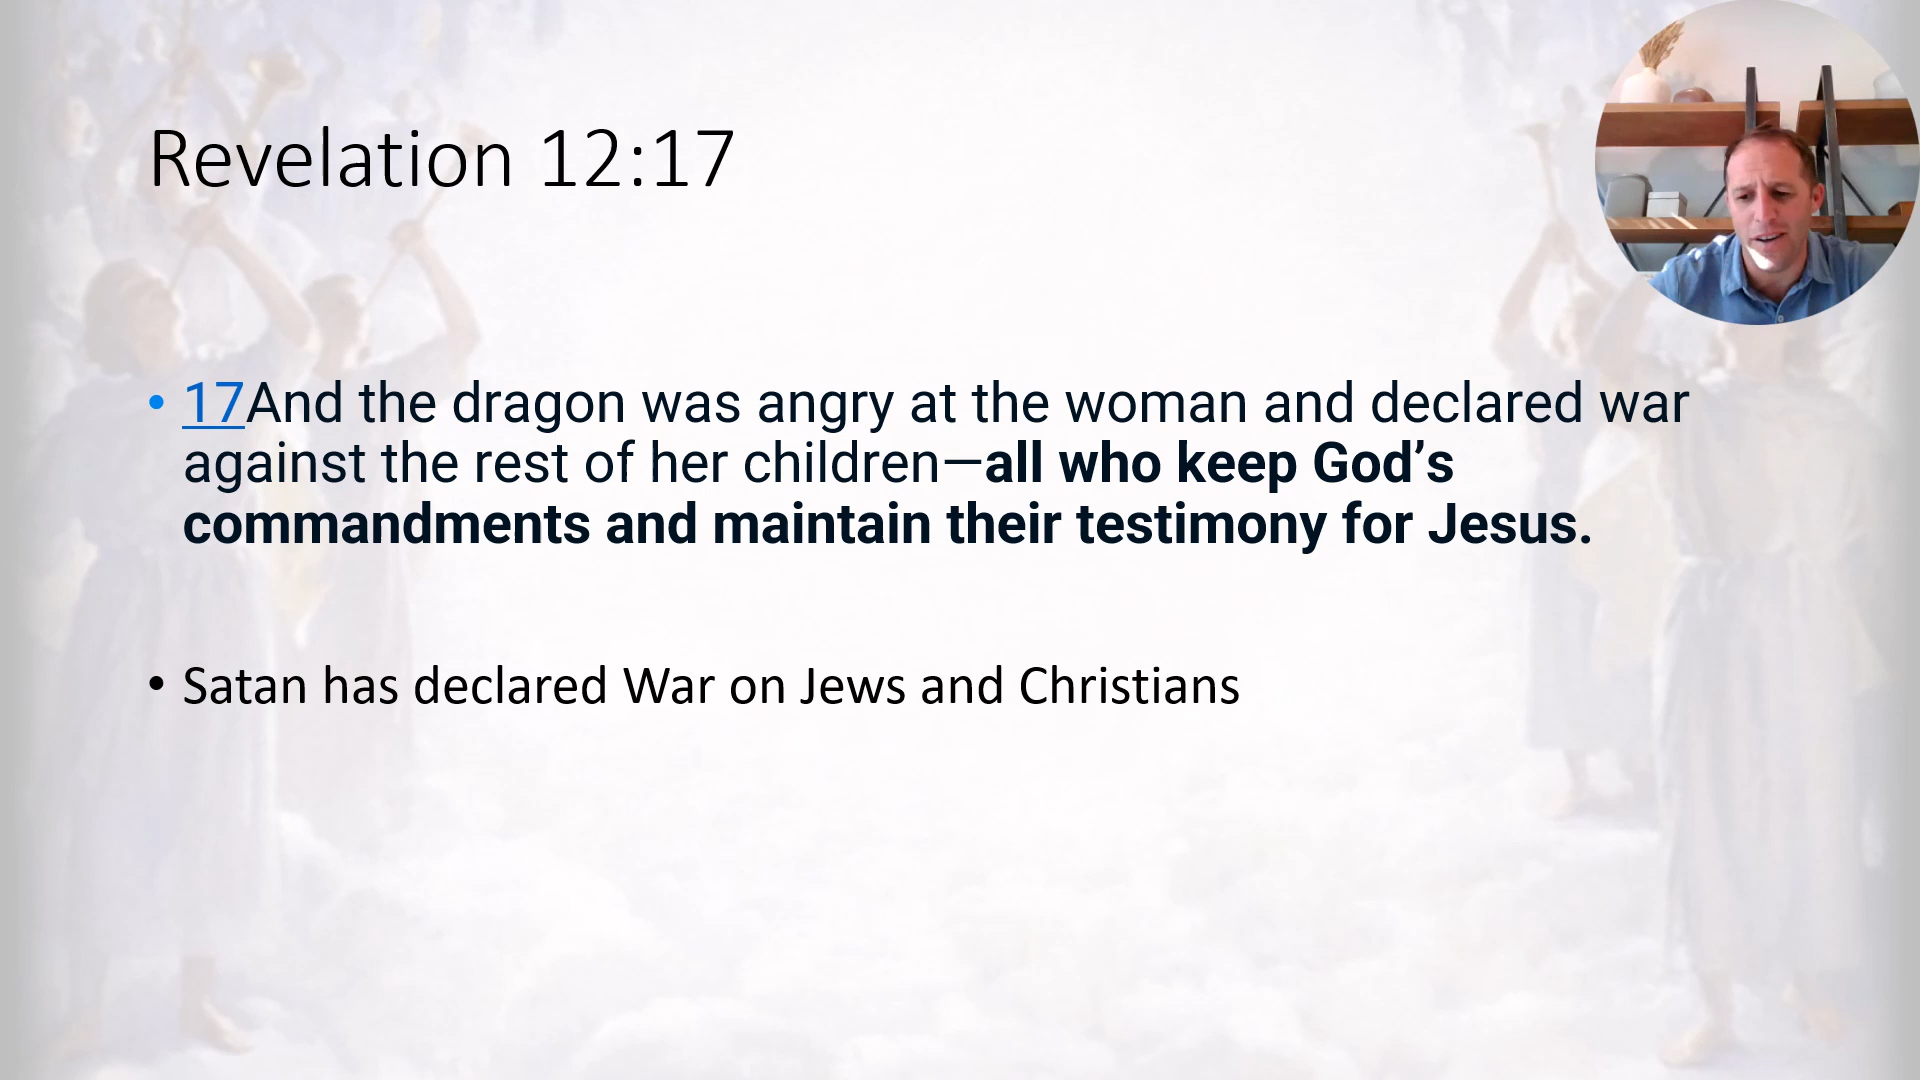 Revelation 12:17
• 17And the dragon was angry at the woman and declared war
against the rest of her children—all who keep God’s
commandments and maintain their testimony for Jesus.
• Satan has declared War on Jews and Christians